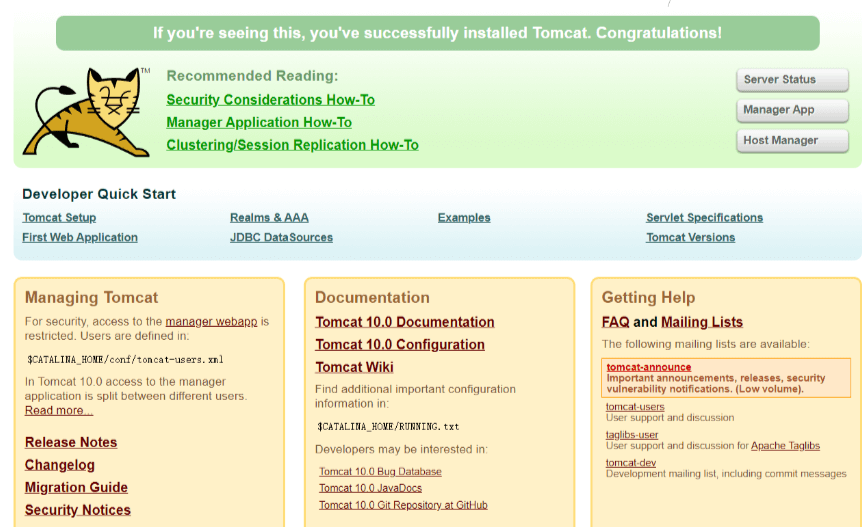 If you're seeing this, you've successfully installed Tomcat. Congratulations!
TM
Recommended Reading:
Security Considerations How-To
Manager Application How-To
Clustering/Session Replication How-To
Server Status
Manager App
Host Manager
Developer Quick Start
Tomcat Setup
First Web Application
Realms & AAA
JDBC DataSources
Examples
Servlet Specifications
Tomcat Versions
Managing Tomcat
For security, access to the manager webapp is
restricted. Users are defined in:
$CATALINA_HOME/conf/tomcat-users.xml
In Tomcat 10.0 access to the manager
application is split between different users.
Read more...
Release Notes
Changelog
Migration Guide
Security Notices
Documentation
Tomcat 10.0 Documentation
Tomcat 10.0 Configuration
Tomcat Wiki
Find additional important configuration
information in:
$CATALINA_HOME/RUNNING.txt
Developers may be interested in:
Tomcat 10.0 Bug Database
Tomcat 10.0 JavaDocs
Tomcat 10.0 Git Repository at GitHub
Getting Help
FAQ and Mailing Lists
The following mailing lists are available:
tomcat-announce
Important announcements, releases, security
vulnerability notifications. (Low volume).
tomcat-users
User support and discussion
taglibs-user
User support and discussion for Apache Taglibs
tomcat-dev
Development mailing list, including commit messages